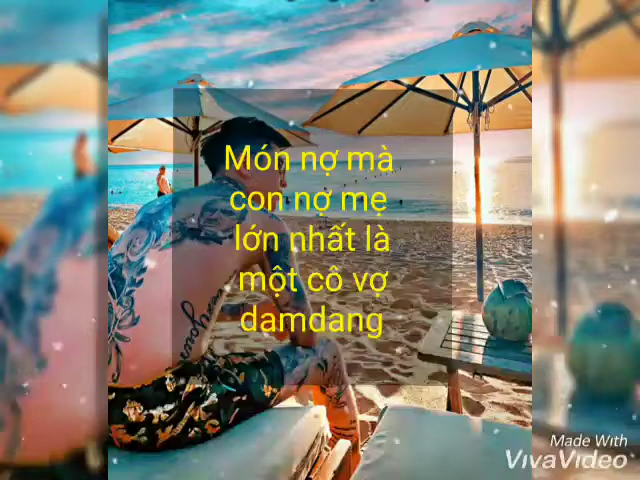 Món nợ mà
con nợ mẹ
lớn nhất là
một cô vợ
damdang
Made With
VivaVideo